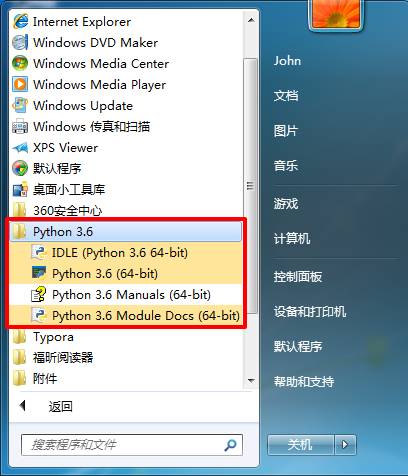 Internet Explorer
Windows DVD Maker
Windows Media Center
Windows Media Player
Windows Update
Windows 传真和扫描
XPS Viewer
默认程序
桌面小工具库
360安全中心
Python 3.6
IDLE (Python 3.6 64-bit)
Python 3.6 (64-bit)
Python 3.6 Manuals (64-bit)
Python 3.6 Module Docs (64-bit)
Typora
福昕阅读器
附件
返回
搜索程序和文件
John
文档
图片
音乐
游戏
计算机
控制面板
设备和打印机
默认程序
帮助和支持
关机